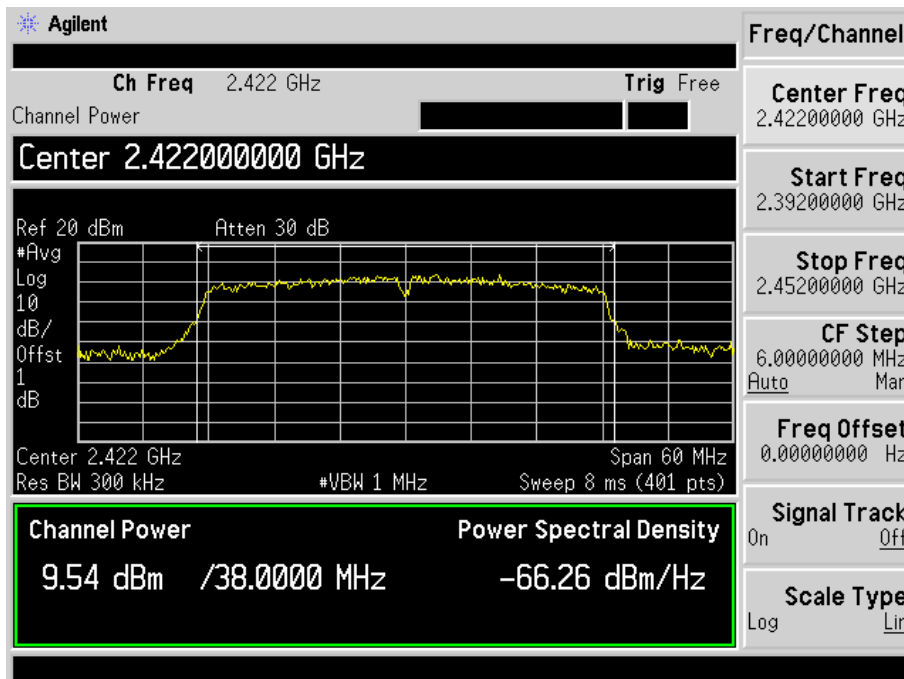 Agilent
Freq/Channel
Ch Freq 2.422 GHz Trig Free
Channel Power
Center 2.422000000 GHz
Ref 20 dBm Atten 30 dB
#Avg
Log
10
dB/
Offst
1
dB
Center 2.422 GHz Span 60 MHz
Res BW 300 kHz #VBW 1 MHz Sweep 8 ms (401 pts)
Channel Power Power Spectral Density
9.54 dBm /38.0000 MHz -66.26 dBm/Hz
Center Freq
2.42200000 GHz
Start Freq
2.39200000 GHz
Stop Freq
2.45200000 GHz
CF Step
6.00000000 MHz
Auto Man
Freq Offset
0.00000000 Hz
Signal Track
On Off
Scale Type
Log Lin